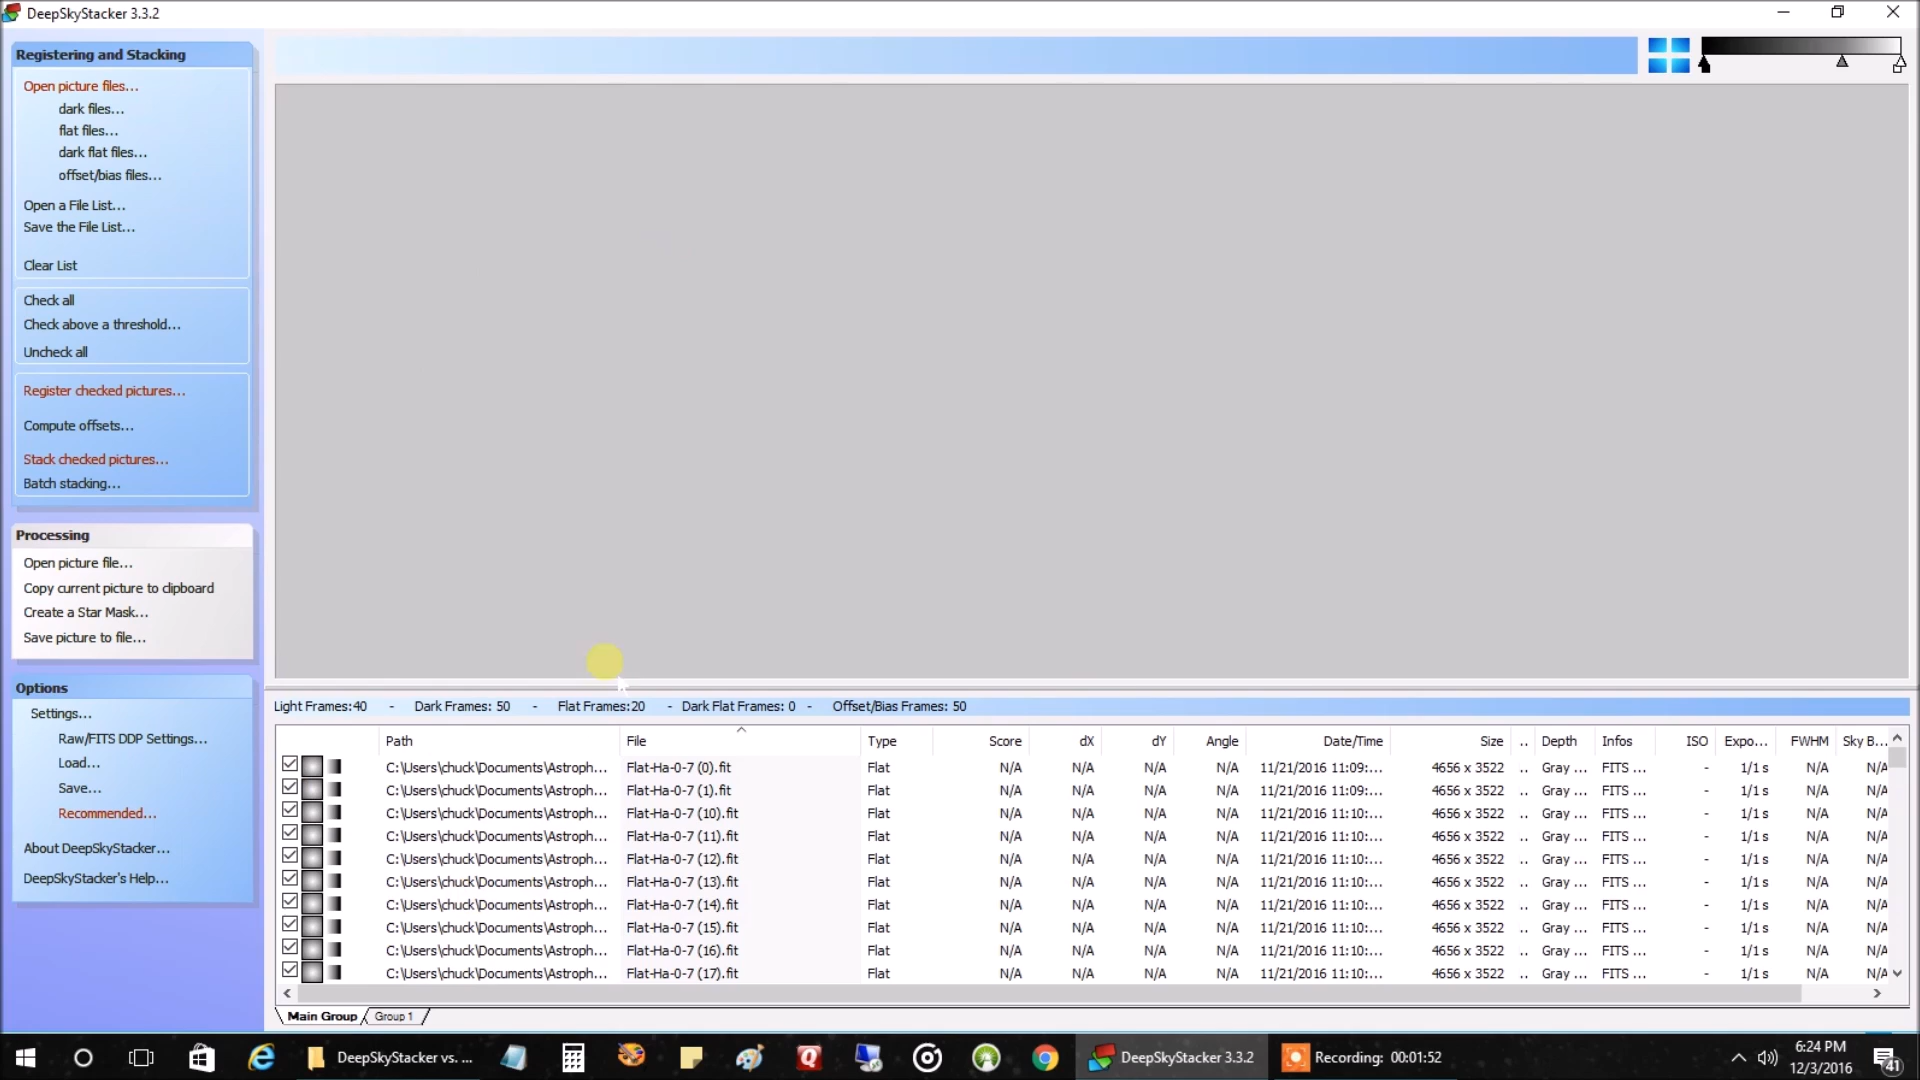 DeepSkyStacker 3.3.2
Registering and Stacking
Open picture files...
dark files...
flat files...
dark flat files...
offset/bias files...
Open a File List...
Save the File List...
Clear List
Check all
Check above a threshold...
Uncheck all
Register checked pictures...
Compute offsets...
Stack checked pictures...
Batch stacking...
Processing
Open picture file...
Copy current picture to clipboard
Create a Star Mask...
Save picture to file...
Options
Settings...
Raw/FITS DDP Settings...
Load...
Save...
Recommended...
About DeepSkyStacker...
DeepSkyStacker's Help...
Light Frames:40 - Dark Frames: 50 - Flat Frames:20 - Dark Flat Frames: 0 - Offset/Bias Frames: 50
Path File Type Score dX dY Angle Date/Time Size .. Depth Infos ISO Expo... FWHM Sky B...
C:\Users\chuck\Documents\Astroph... Flat-Ha-0-7 (0).fit Flat N/A N/A N/A N/A 11/21/2016 11:09:... 4656 x 3522 .. Gray ... FITS ... - 1/1 s N/A N/A
C:\Users\chuck\Documents\Astroph... Flat-Ha-0-7 (1).fit Flat N/A N/A N/A N/A 11/21/2016 11:09:... 4656 x 3522 .. Gray ... FITS ... - 1/1 s N/A N/A
C:\Users\chuck\Documents\Astroph... Flat-Ha-0-7 (10).fit Flat N/A N/A N/A N/A 11/21/2016 11:10:... 4656 x 3522 .. Gray ... FITS ... - 1/1 s N/A N/A
C:\Users\chuck\Documents\Astroph... Flat-Ha-0-7 (11).fit Flat N/A N/A N/A N/A 11/21/2016 11:10:... 4656 x 3522 .. Gray ... FITS ... - 1/1 s N/A N/A
C:\Users\chuck\Documents\Astroph... Flat-Ha-0-7 (12).fit Flat N/A N/A N/A N/A 11/21/2016 11:10:... 4656 x 3522 .. Gray ... FITS ... - 1/1 s N/A N/A
C:\Users\chuck\Documents\Astroph... Flat-Ha-0-7 (13).fit Flat N/A N/A N/A N/A 11/21/2016 11:10:... 4656 x 3522 .. Gray ... FITS ... - 1/1 s N/A N/A
C:\Users\chuck\Documents\Astroph... Flat-Ha-0-7 (14).fit Flat N/A N/A N/A N/A 11/21/2016 11:10:... 4656 x 3522 .. Gray ... FITS ... - 1/1 s N/A N/A
C:\Users\chuck\Documents\Astroph... Flat-Ha-0-7 (15).fit Flat N/A N/A N/A N/A 11/21/2016 11:10:... 4656 x 3522 .. Gray ... FITS ... - 1/1 s N/A N/A
C:\Users\chuck\Documents\Astroph... Flat-Ha-0-7 (16).fit Flat N/A N/A N/A N/A 11/21/2016 11:10:... 4656 x 3522 .. Gray ... FITS ... - 1/1 s N/A N/A
C:\Users\chuck\Documents\Astroph... Flat-Ha-0-7 (17).fit Flat N/A N/A N/A N/A 11/21/2016 11:10:... 4656 x 3522 .. Gray ... FITS ... - 1/1 s N/A N/A
Main Group Group 1
DeepSkyStacker vs. ... DeepSkyStacker 3.3.2 Recording: 00:01:52 6:24 PM
12/3/2016 41